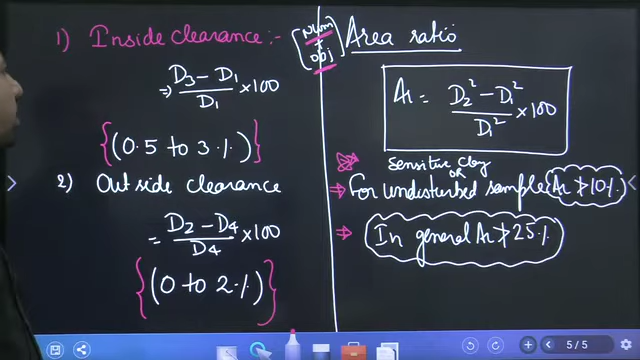 1) Inside clearance :-
⇒ D₃ - D₁ / D₁ × 100
{(0.5 to 3 %)}
2) Outside clearance
= D₂ - D₄ / D₄ × 100
{(0 to 2 %)}
[Num + obj]
Area ratio
Ar = D₂² - D₁² / D₁² × 100
Sensitive clay
or
⇒ For undisturbed sample Ar ≯ 10 %
⇒ In general Ar ≯ 25 %
5 / 5